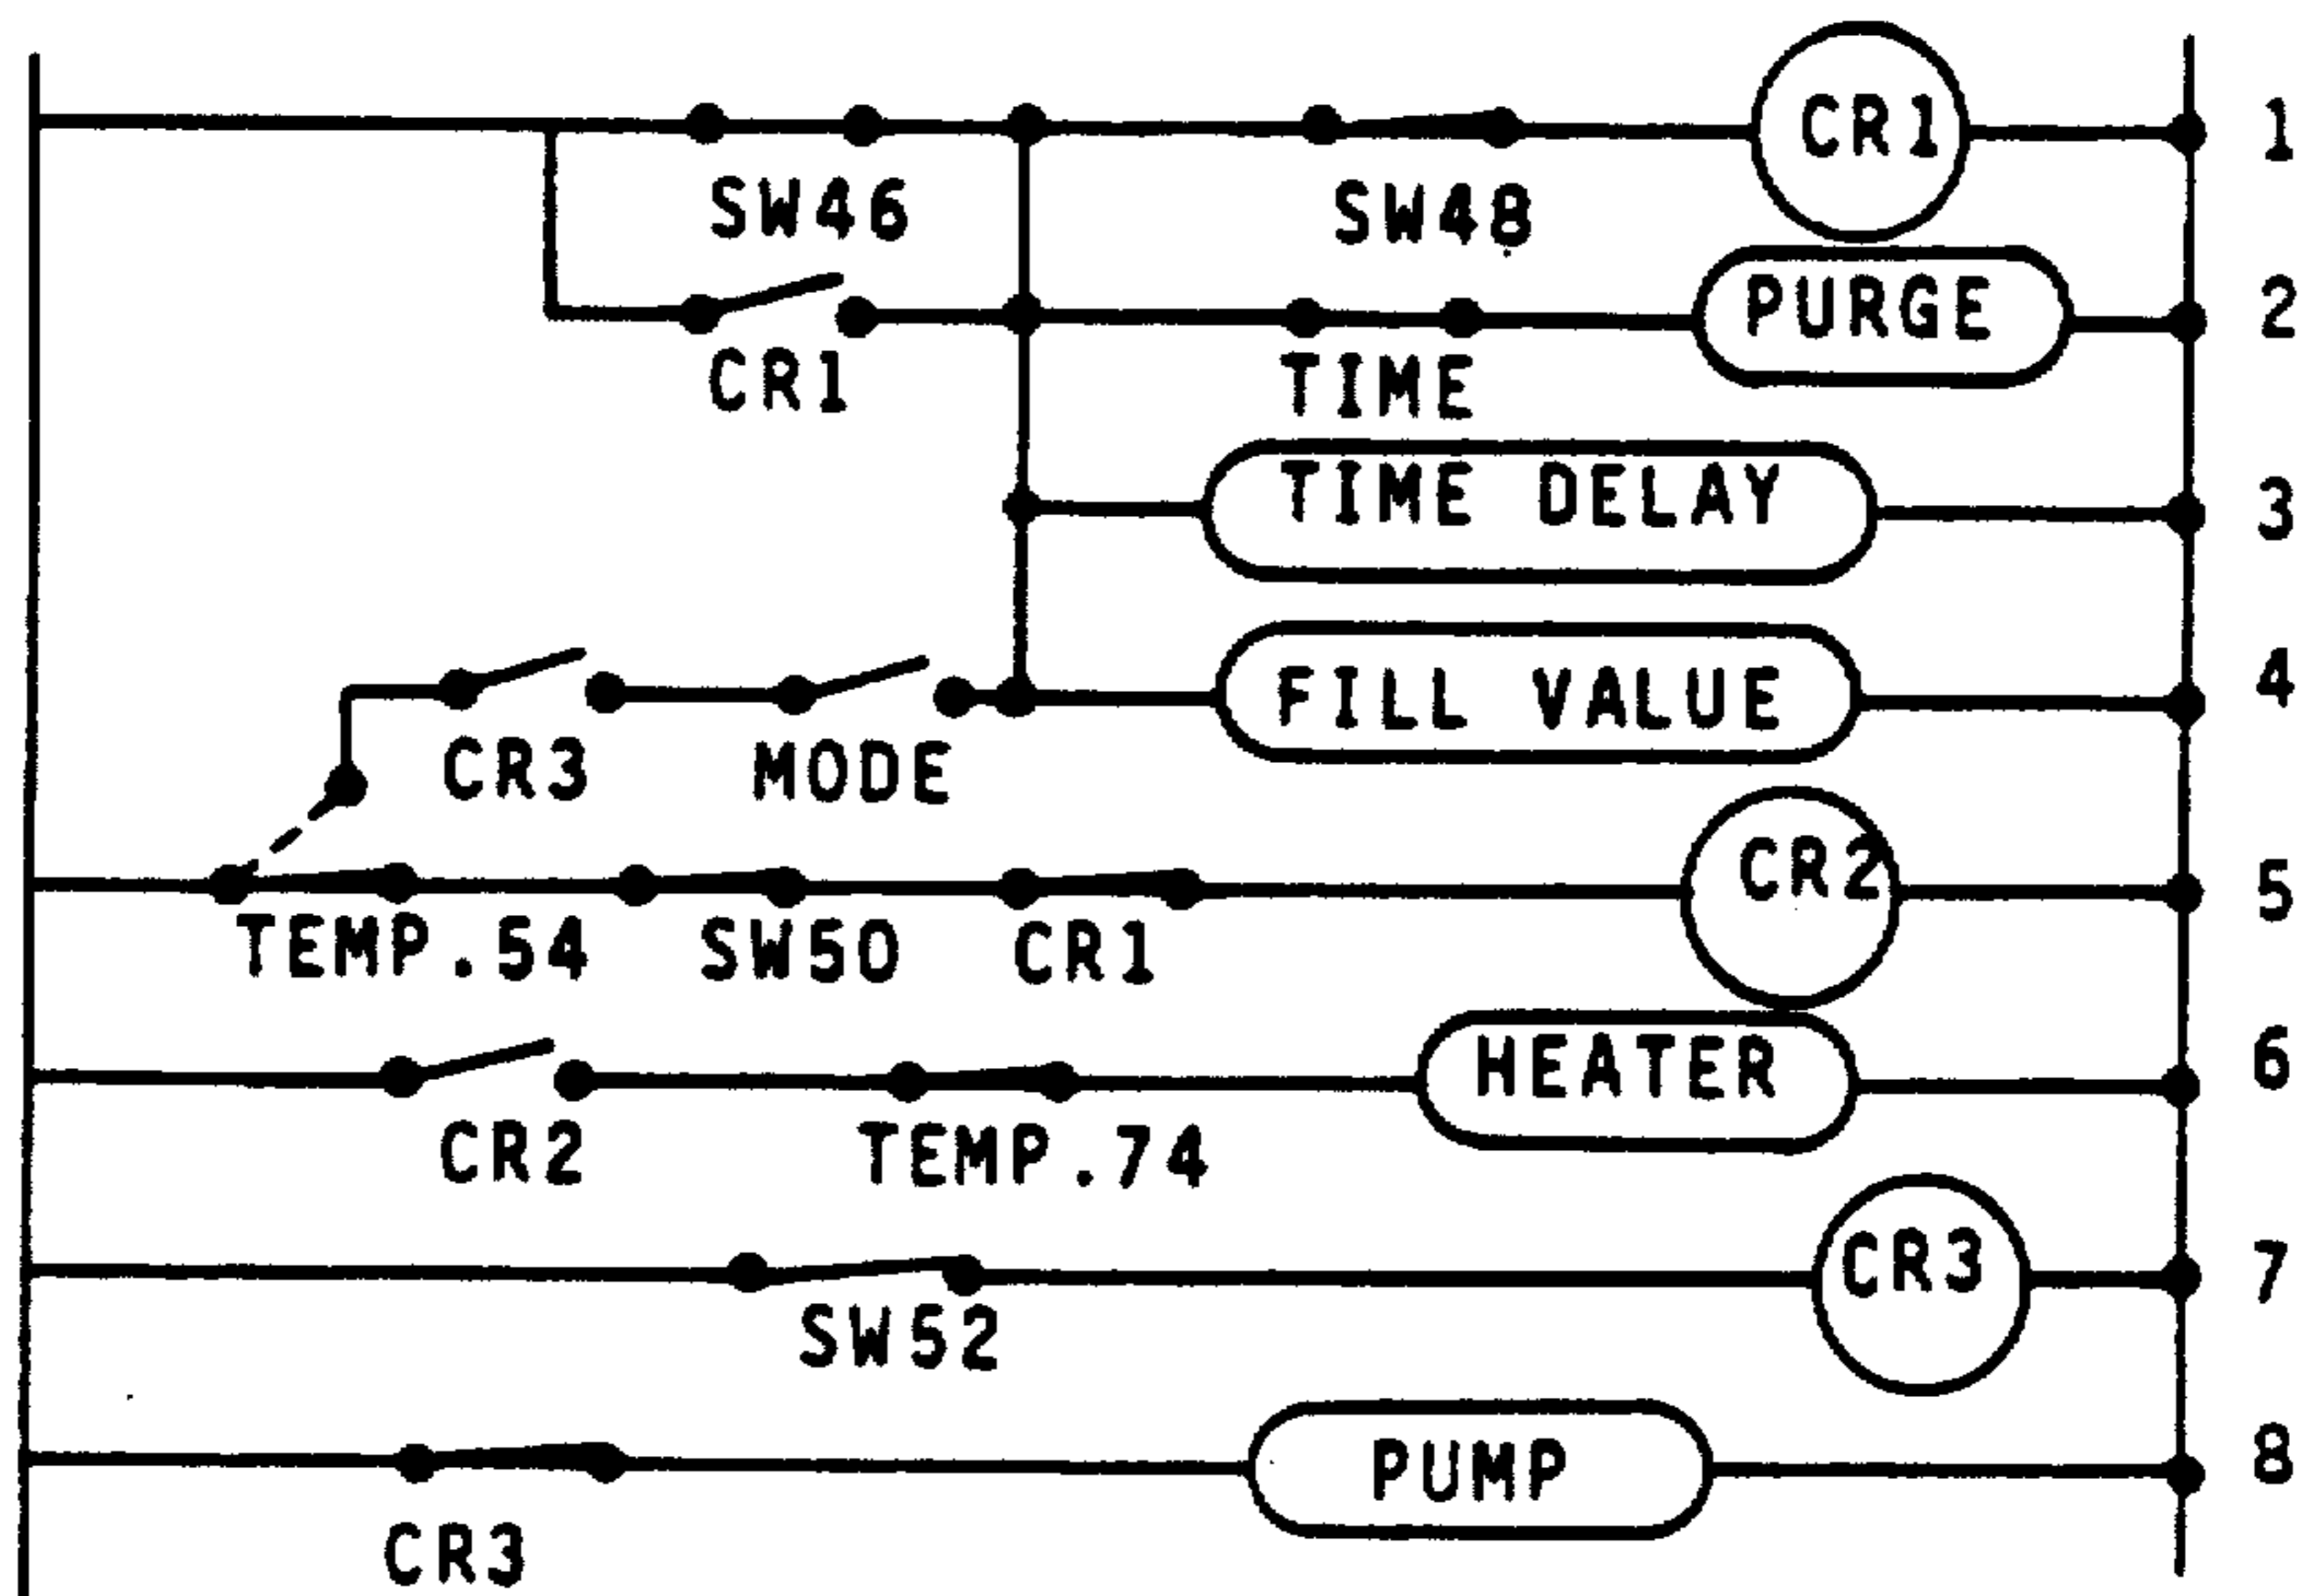 CR1 1
SW46 SW48
PURGE 2
CR1 TIME
TIME DELAY 3
FILL VALUE 4
CR3 MODE
CR2 5
TEMP.54 SW50 CR1
HEATER 6
CR2 TEMP.74
CR3 7
SW52
PUMP 8
CR3